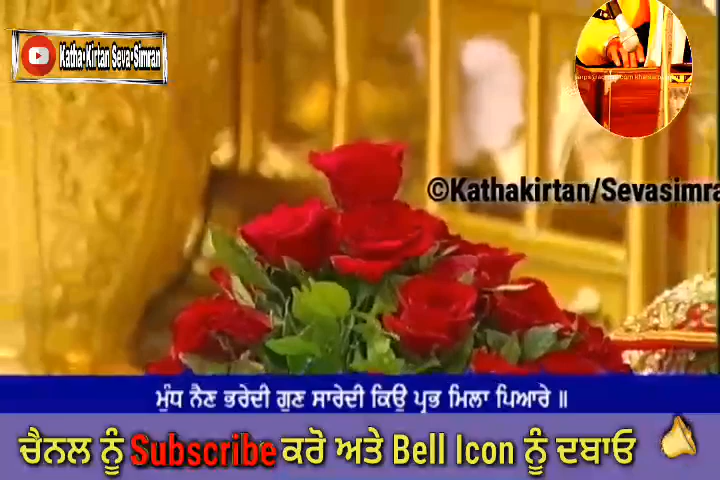 Katha•Kirtan Seva•Simran
©Kathakirtan/Sevasimra
ਮੁੰਧ ਨੈਣ ਭਰੇਦੀ ਗੁਣ ਸਾਰੇਦੀ ਕਿਉ ਪ੍ਰਭ ਮਿਲਾ ਪਿਆਰੇ ॥
ਚੈਨਲ ਨੂੰ Subscribe ਕਰੋ ਅਤੇ Bell Icon ਨੂੰ ਦਬਾਓ